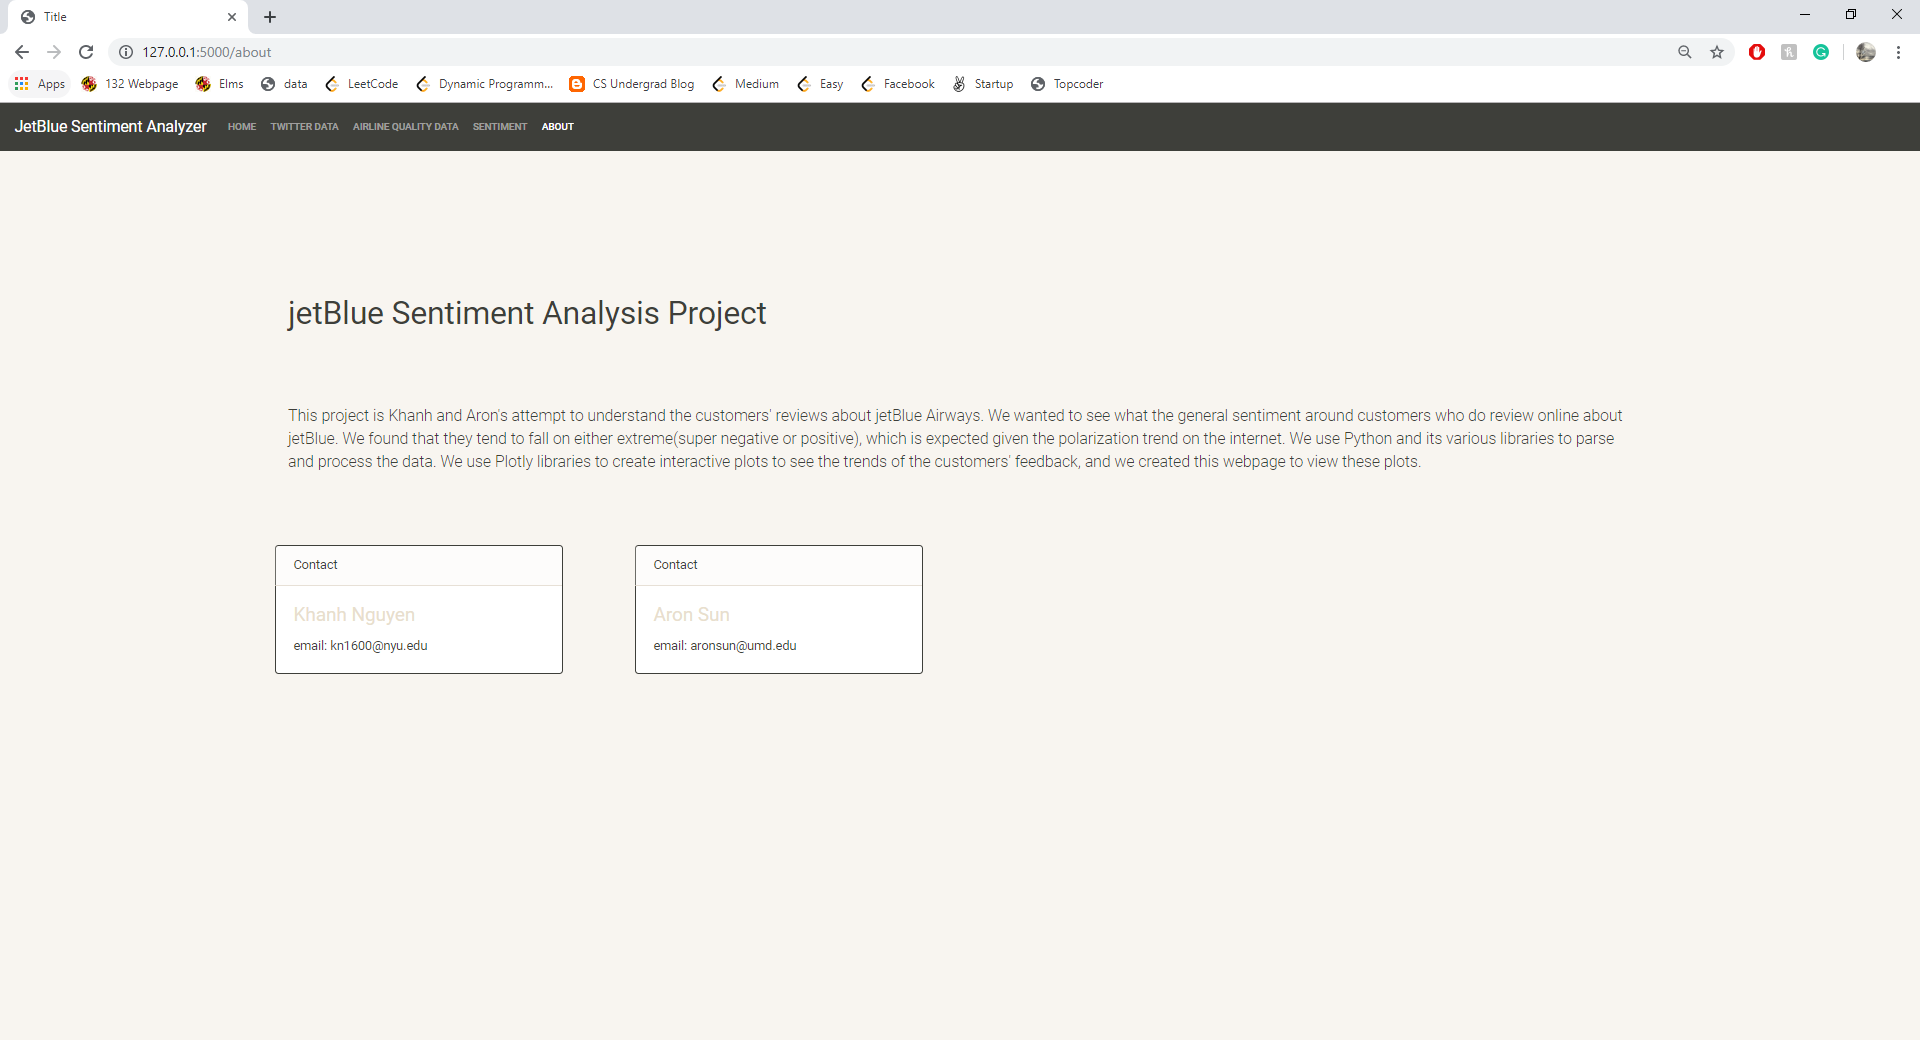 Title
127.0.0.1:5000/about
Apps 132 Webpage Elms data LeetCode Dynamic Programm... CS Undergrad Blog Medium Easy Facebook Startup Topcoder
JetBlue Sentiment Analyzer HOME TWITTER DATA AIRLINE QUALITY DATA SENTIMENT ABOUT
jetBlue Sentiment Analysis Project
This project is Khanh and Aron's attempt to understand the customers' reviews about jetBlue Airways. We wanted to see what the general sentiment around customers who do review online about
jetBlue. We found that they tend to fall on either extreme(super negative or positive), which is expected given the polarization trend on the internet. We use Python and its various libraries to parse
and process the data. We use Plotly libraries to create interactive plots to see the trends of the customers' feedback, and we created this webpage to view these plots.
Contact
Khanh Nguyen
email: kn1600@nyu.edu
Contact
Aron Sun
email: aronsun@umd.edu